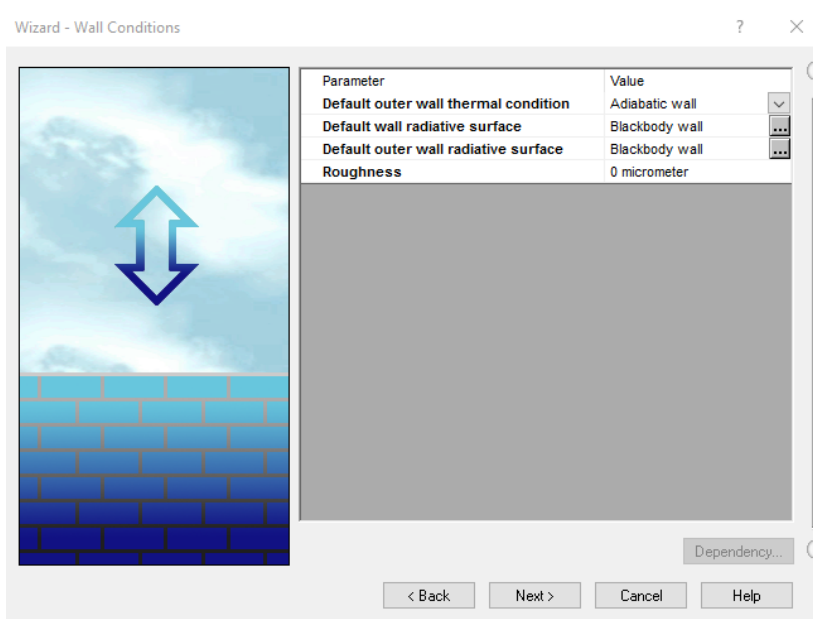 Wizard - Wall Conditions ? ×
Parameter Value
Default outer wall thermal condition Adiabatic wall
Default wall radiative surface Blackbody wall ...
Default outer wall radiative surface Blackbody wall ...
Roughness 0 micrometer
Dependency...
< Back Next > Cancel Help